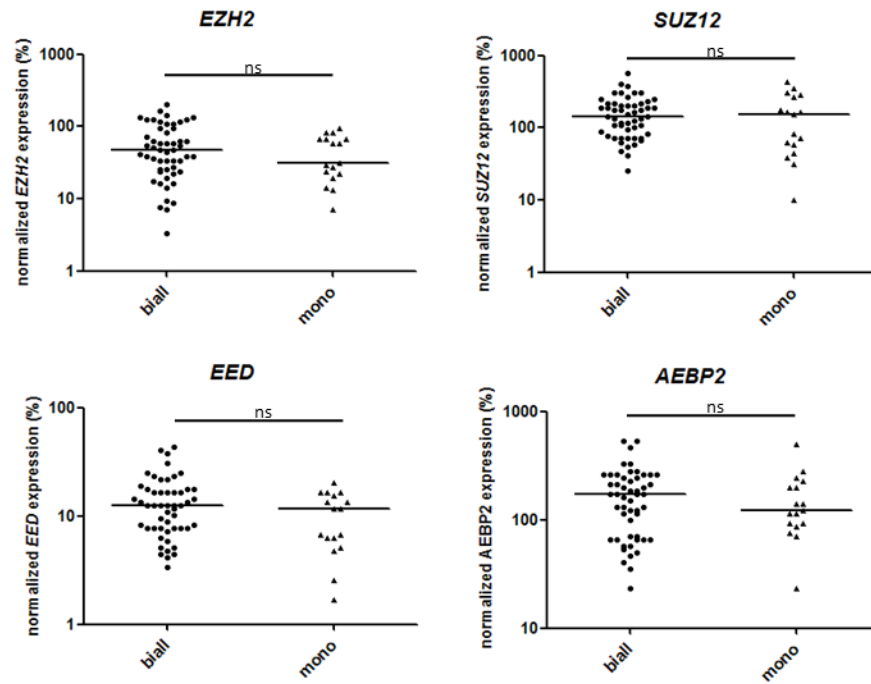 EZH2
normalized EZH2 expression (%)
1000
100
10
1
ns
biall
mono
SUZ12
normalized SUZ12 expression (%)
1000
100
10
1
ns
biall
mono
EED
normalized EED expression (%)
100
10
1
ns
biall
mono
AEBP2
normalized AEBP2 expression (%)
1000
100
10
ns
biall
mono